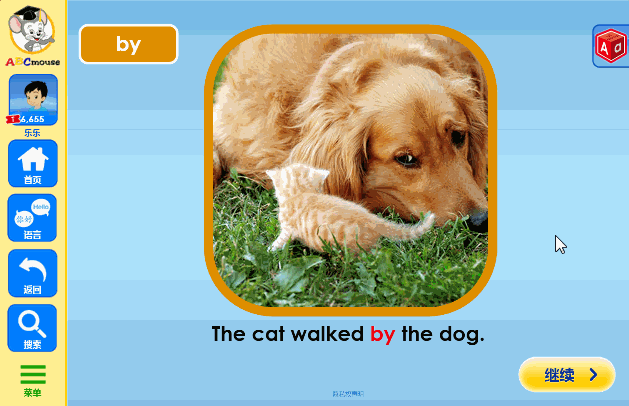 ABCmouse
by
A
1 6,655
乐乐
首页
Hello
你好
语言
返回
搜索
菜单
The cat walked by the dog.
继续